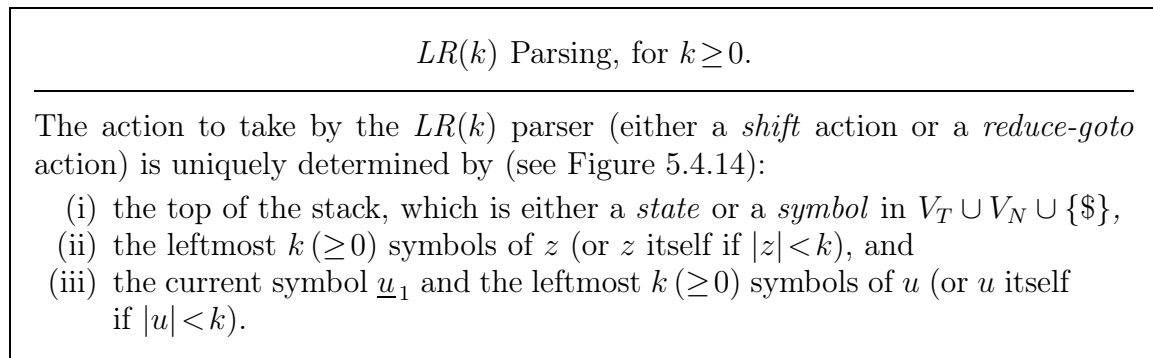 LR(k) Parsing, for k ≥ 0.
The action to take by the LR(k) parser (either a shift action or a reduce-goto
action) is uniquely determined by (see Figure 5.4.14):
(i) the top of the stack, which is either a state or a symbol in V_T ∪ V_N ∪ {$},
(ii) the leftmost k (≥0) symbols of z (or z itself if |z|<k), and
(iii) the current symbol u̲₁ and the leftmost k (≥0) symbols of u (or u itself
if |u|<k).